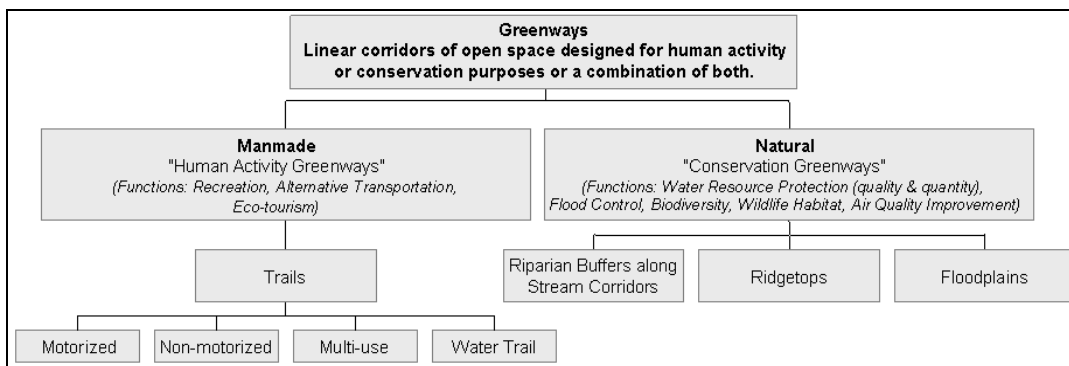 Greenways
Linear corridors of open space designed for human activity
or conservation purposes or a combination of both.
Manmade
"Human Activity Greenways"
(Functions: Recreation, Alternative Transportation,
Eco-tourism)
Natural
"Conservation Greenways"
(Functions: Water Resource Protection (quality & quantity),
Flood Control, Biodiversity, Wildlife Habitat, Air Quality Improvement)
Trails
Riparian Buffers along
Stream Corridors
Ridgetops
Floodplains
Motorized
Non-motorized
Multi-use
Water Trail